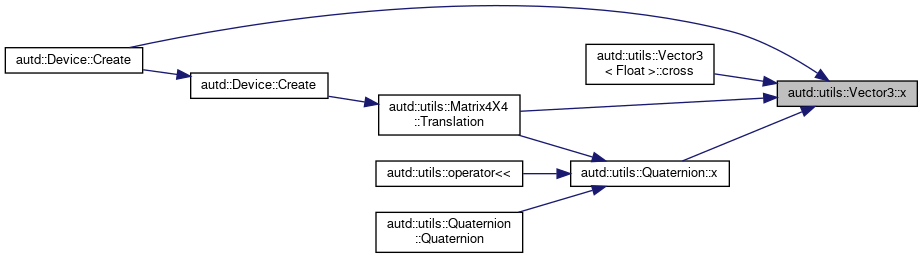 autd::Device::Create
autd::Device::Create
autd::utils::Matrix4X4
::Translation
autd::utils::operator<<
autd::utils::Quaternion
::Quaternion
autd::utils::Vector3
< Float >::cross
autd::utils::Quaternion::x
autd::utils::Vector3::x